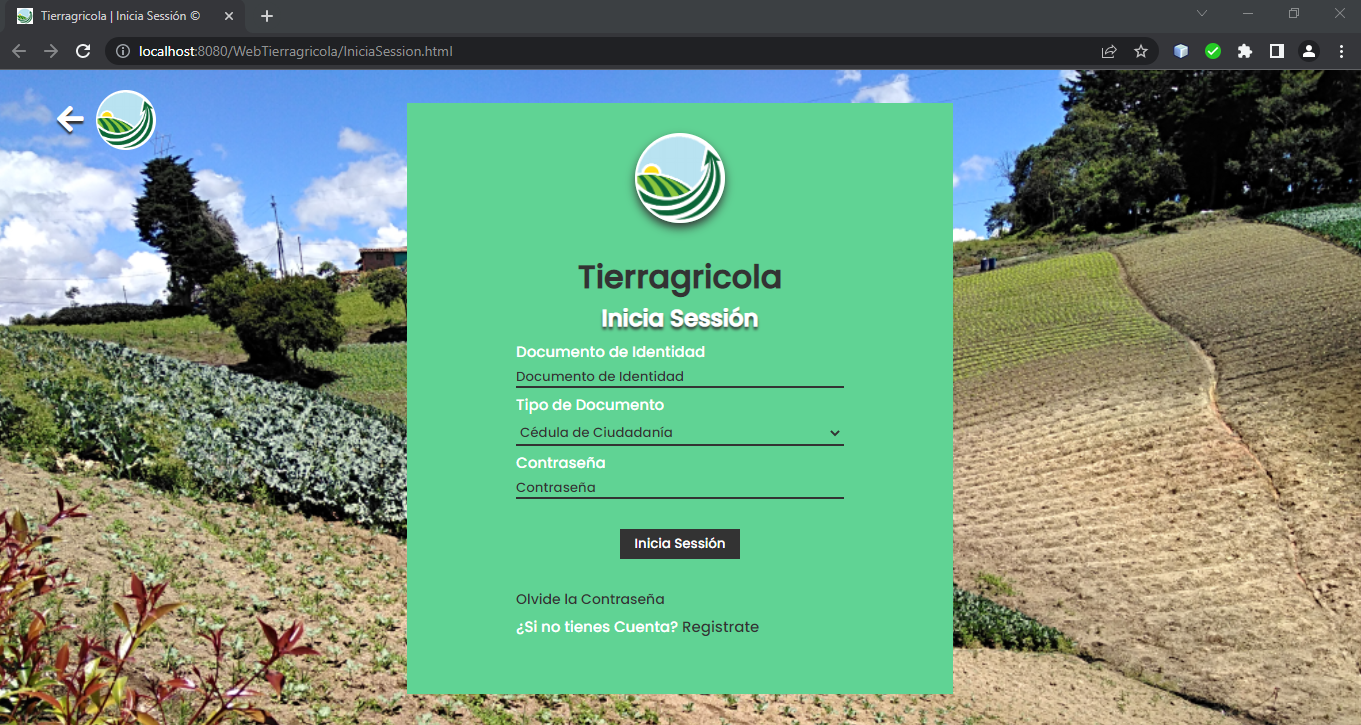 Tierragricola | Inicia Sessión ©
localhost:8080/WebTierragricola/IniciaSession.html
Tierragricola
Inicia Sessión
Documento de Identidad
Documento de Identidad
Tipo de Documento
Cédula de Ciudadanía
Contraseña
Contraseña
Inicia Sessión
Olvide la Contraseña
¿Si no tienes Cuenta? Registrate